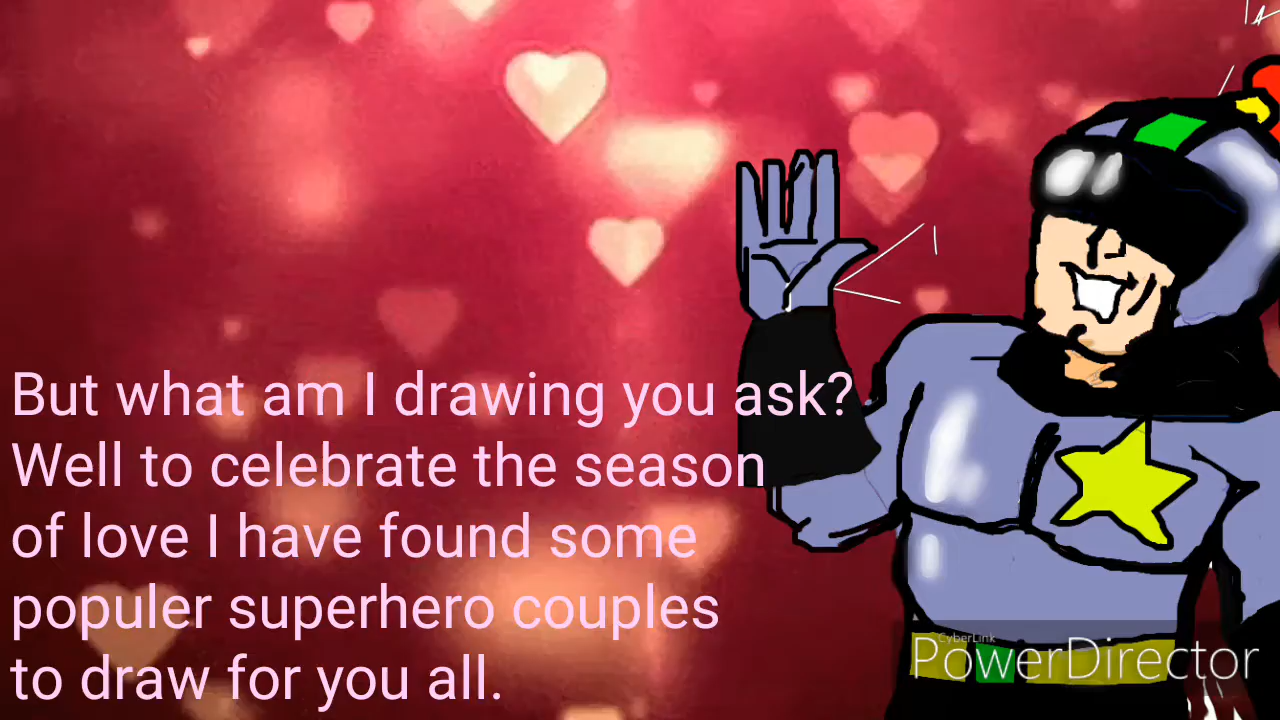 But what am I drawing you ask?
Well to celebrate the season
of love I have found some
populer superhero couples
to draw for you all.
CyberLink
PowerDirector